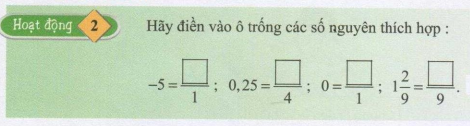 Hoạt động 2 Hãy điền vào ô trống các số nguyên thích hợp :
−5 = □/1 ; 0,25 = □/4 ; 0 = □/1 ; 1 2/9 = □/9 .